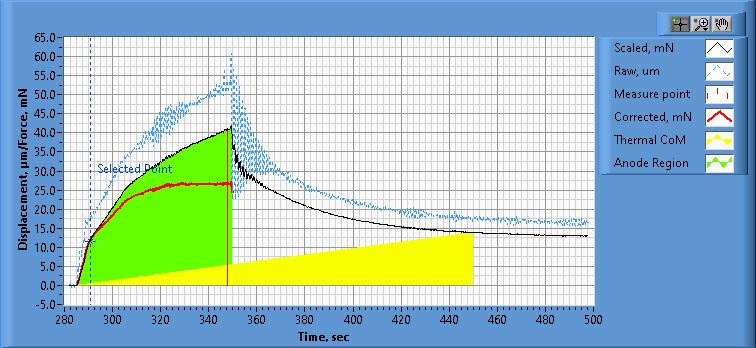 65.0
60.0
55.0
50.0
45.0
40.0
35.0
30.0
25.0
20.0
15.0
10.0
5.0
0.0
-5.0
Displacement, µm/Force, mN
Selected Point
280 300 320 340 360 380 400 420 440 460 480 500
Time, sec
Scaled, mN
Raw, um
Measure point
Corrected, mN
Thermal CoM
Anode Region